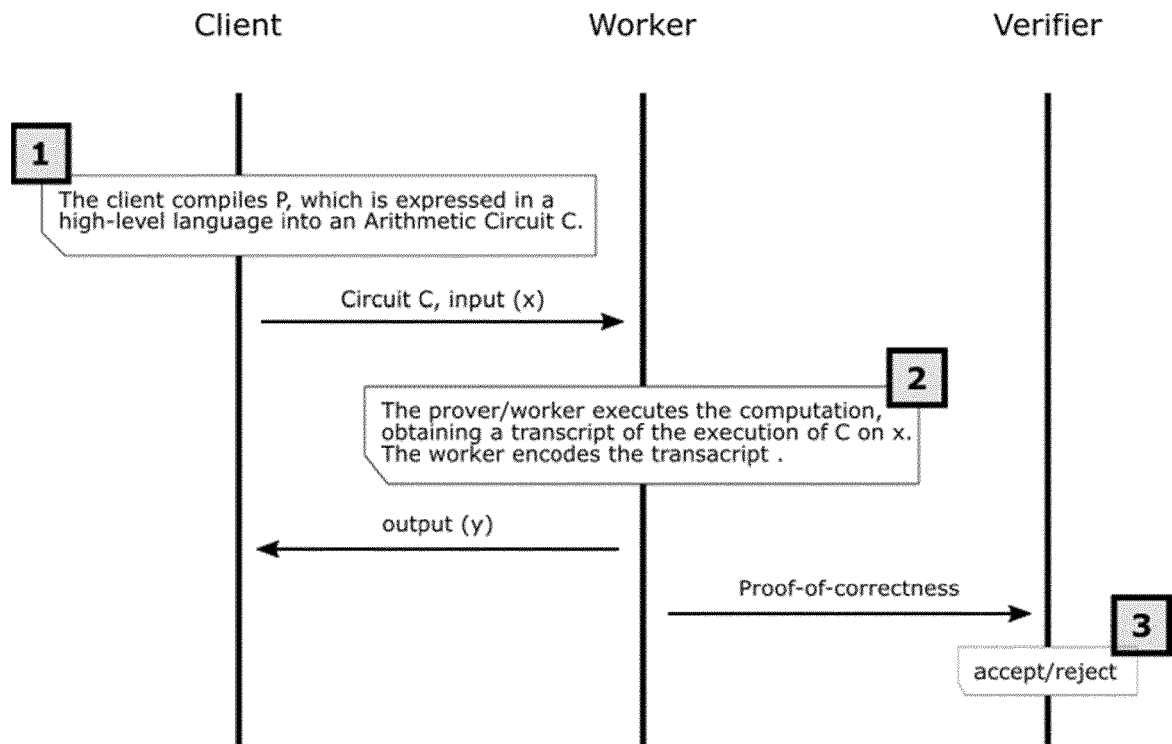 Client Worker Verifier
1
The client compiles P, which is expressed in a
high-level language into an Arithmetic Circuit C.
Circuit C, input (x)
2
The prover/worker executes the computation,
obtaining a transcript of the execution of C on x.
The worker encodes the transacript .
output (y)
Proof-of-correctness
3
accept/reject